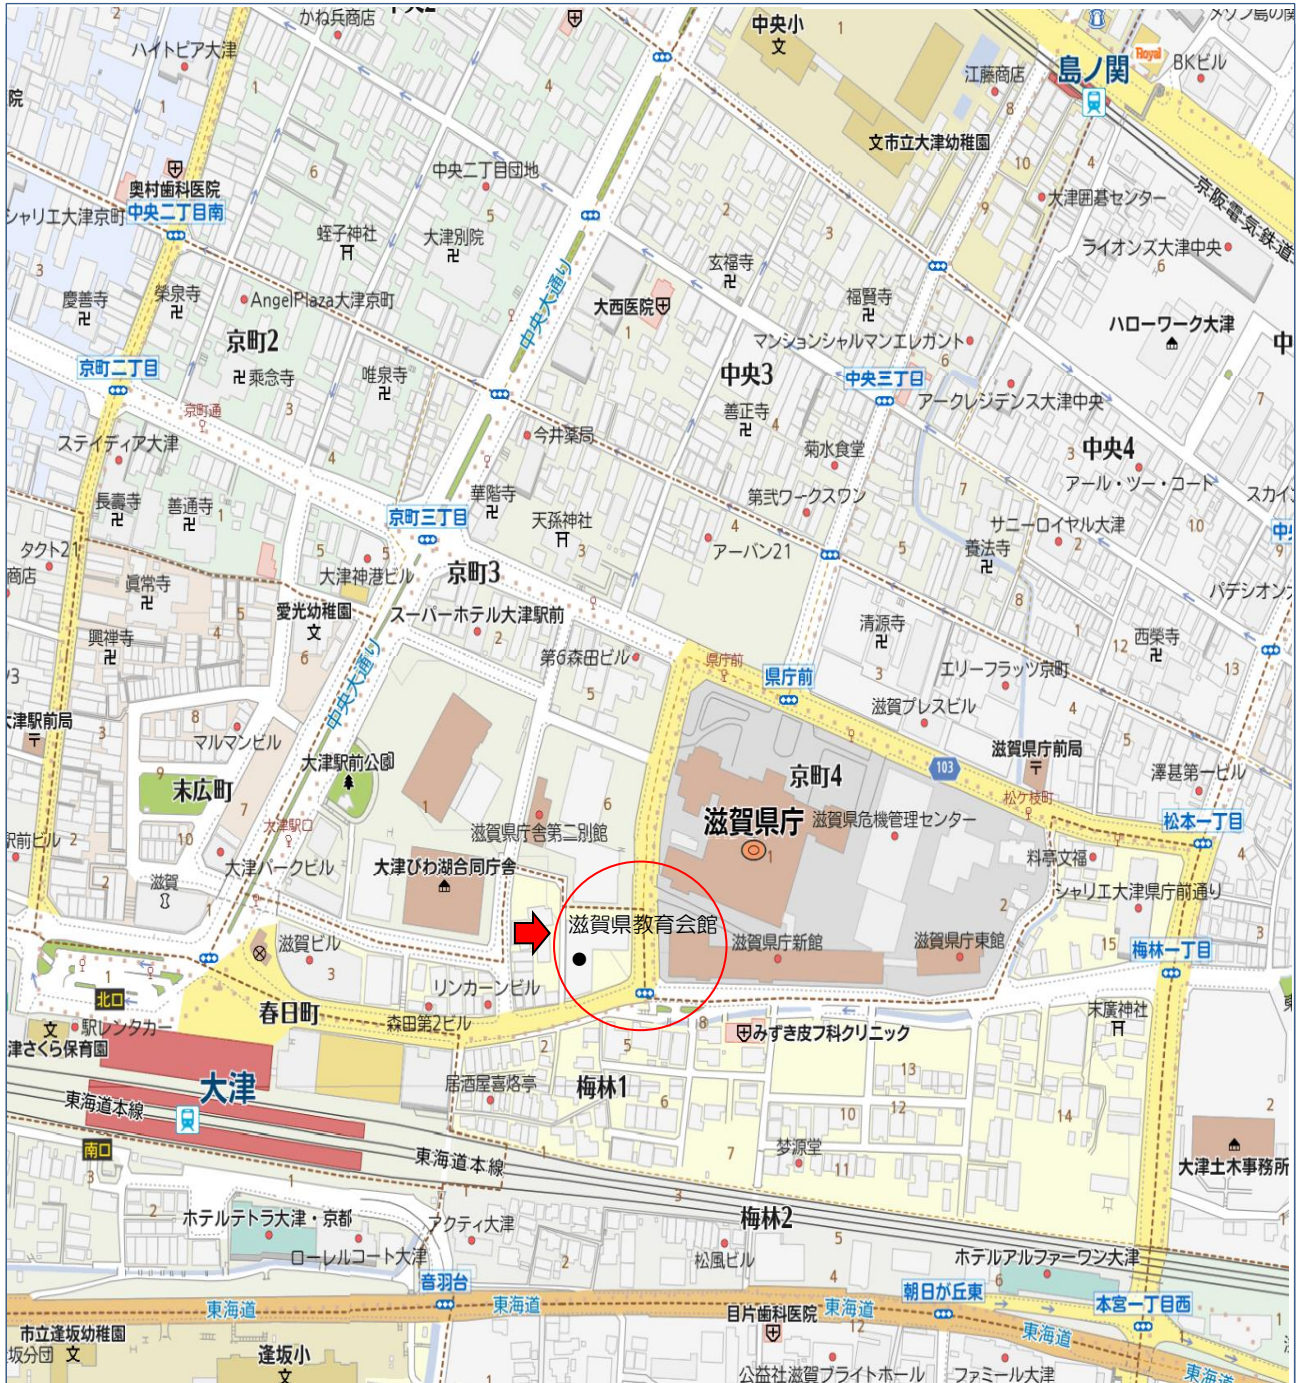 かね兵商店
中央2
中央小
文
1
島ノ関
Royal
BKビル
ハイトピア大津
江藤商店
院
文市立大津幼稚園
奥村歯科医院
中央二丁目団地
シャリエ大津京町
中央二丁目南
大津囲碁センター
京阪電気鉄道
蛭子神社
大津別院
中央大通り
玄福寺
ライオンズ大津中央
慶善寺
榮泉寺
AngelPlaza大津京町
大西医院
福賢寺
ハローワーク大津
京町2
マンションシャルマンエレガント
京町二丁目
乘念寺
唯泉寺
中央3
中央三丁目
アークレジデンス大津中央
京町通
ステイディア大津
今井薬局
善正寺
菊水食堂
中央4
アール・ツー・コート
長壽寺
善通寺
華階寺
第弐ワークスワン
京町三丁目
天孫神社
サニーロイヤル大津
タクト21
商店
大津神港ビル
京町3
アーバン21
養法寺
眞常寺
愛光幼稚園
文
スーパーホテル大津駅前
清源寺
西榮寺
興禅寺
第6森田ビル
県庁前
県庁前
エリーフラッツ京町
中央大通り
滋賀プレスビル
大津駅前局
マルマンビル
大津駅前公園
滋賀県庁前局
103
澤甚第一ビル
末広町
京町4
松ケ枝町
滋賀県庁
滋賀県危機管理センター
松本一丁目
大津駅口
滋賀県庁舎第二別館
駅前ビル
大津パークビル
大津びわ湖合同庁舎
料亭文福
滋賀
シャリエ大津県庁前通り
滋賀県教育会館
滋賀ビル
滋賀県庁新館
滋賀県庁東館
梅林一丁目
北口
リンカーンビル
春日町
森田第2ビル
末廣神社
駅レンタカー
みずき皮フ科クリニック
津さくら保育園
大津
居酒屋喜烙亭
梅林1
東海道本線
南口
東海道本線
梦源堂
大津土木事務所
ホテルテトラ大津・京都
アクティ大津
梅林2
ローレルコート大津
松風ビル
ホテルアルファーワン大津
音羽台
朝日が丘東
本宮一丁目西
東海道
東海道
目片歯科医院
東海道
東海道
市立逢坂幼稚園
坂分団
文
逢坂小
文
公益社滋賀ブライトホール
ファミール大津
東海道